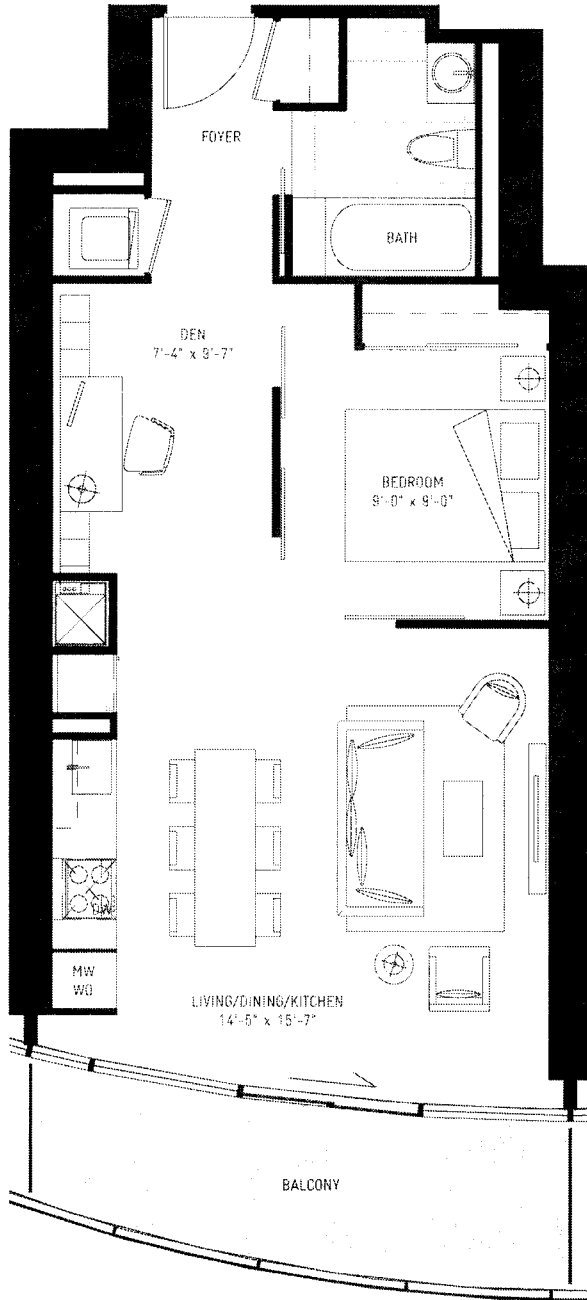 FOYER
BATH
DEN
7'-4" x 9'-7"
BEDROOM
9'-0" x 9'-0"
MW
WO
LIVING/DINING/KITCHEN
14'-5" x 15'-7"
BALCONY